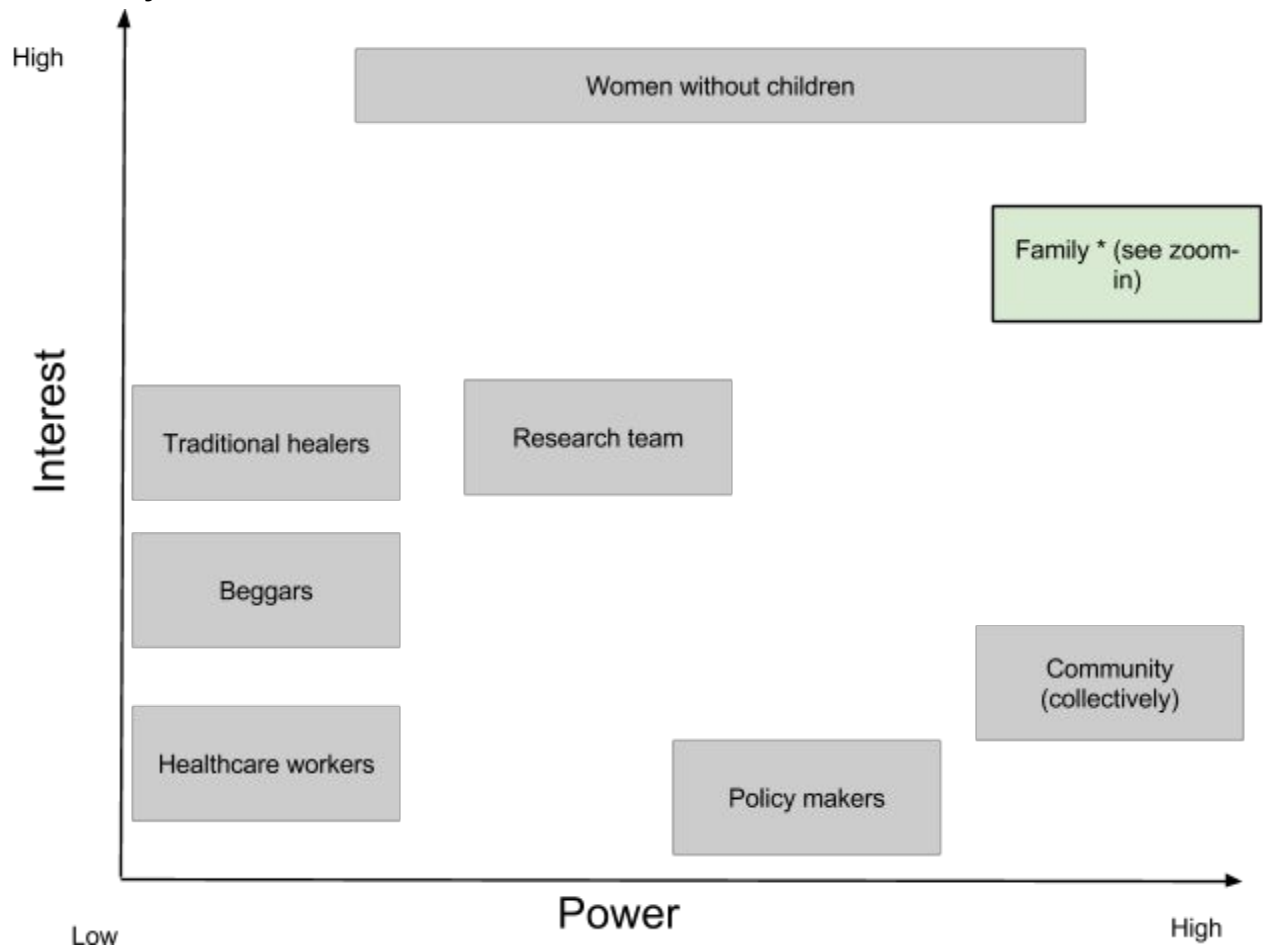 High
Women without children
Family * (see zoom-
in)
Interest
Traditional healers
Research team
Beggars
Community
(collectively)
Healthcare workers
Policy makers
Power
Low
High